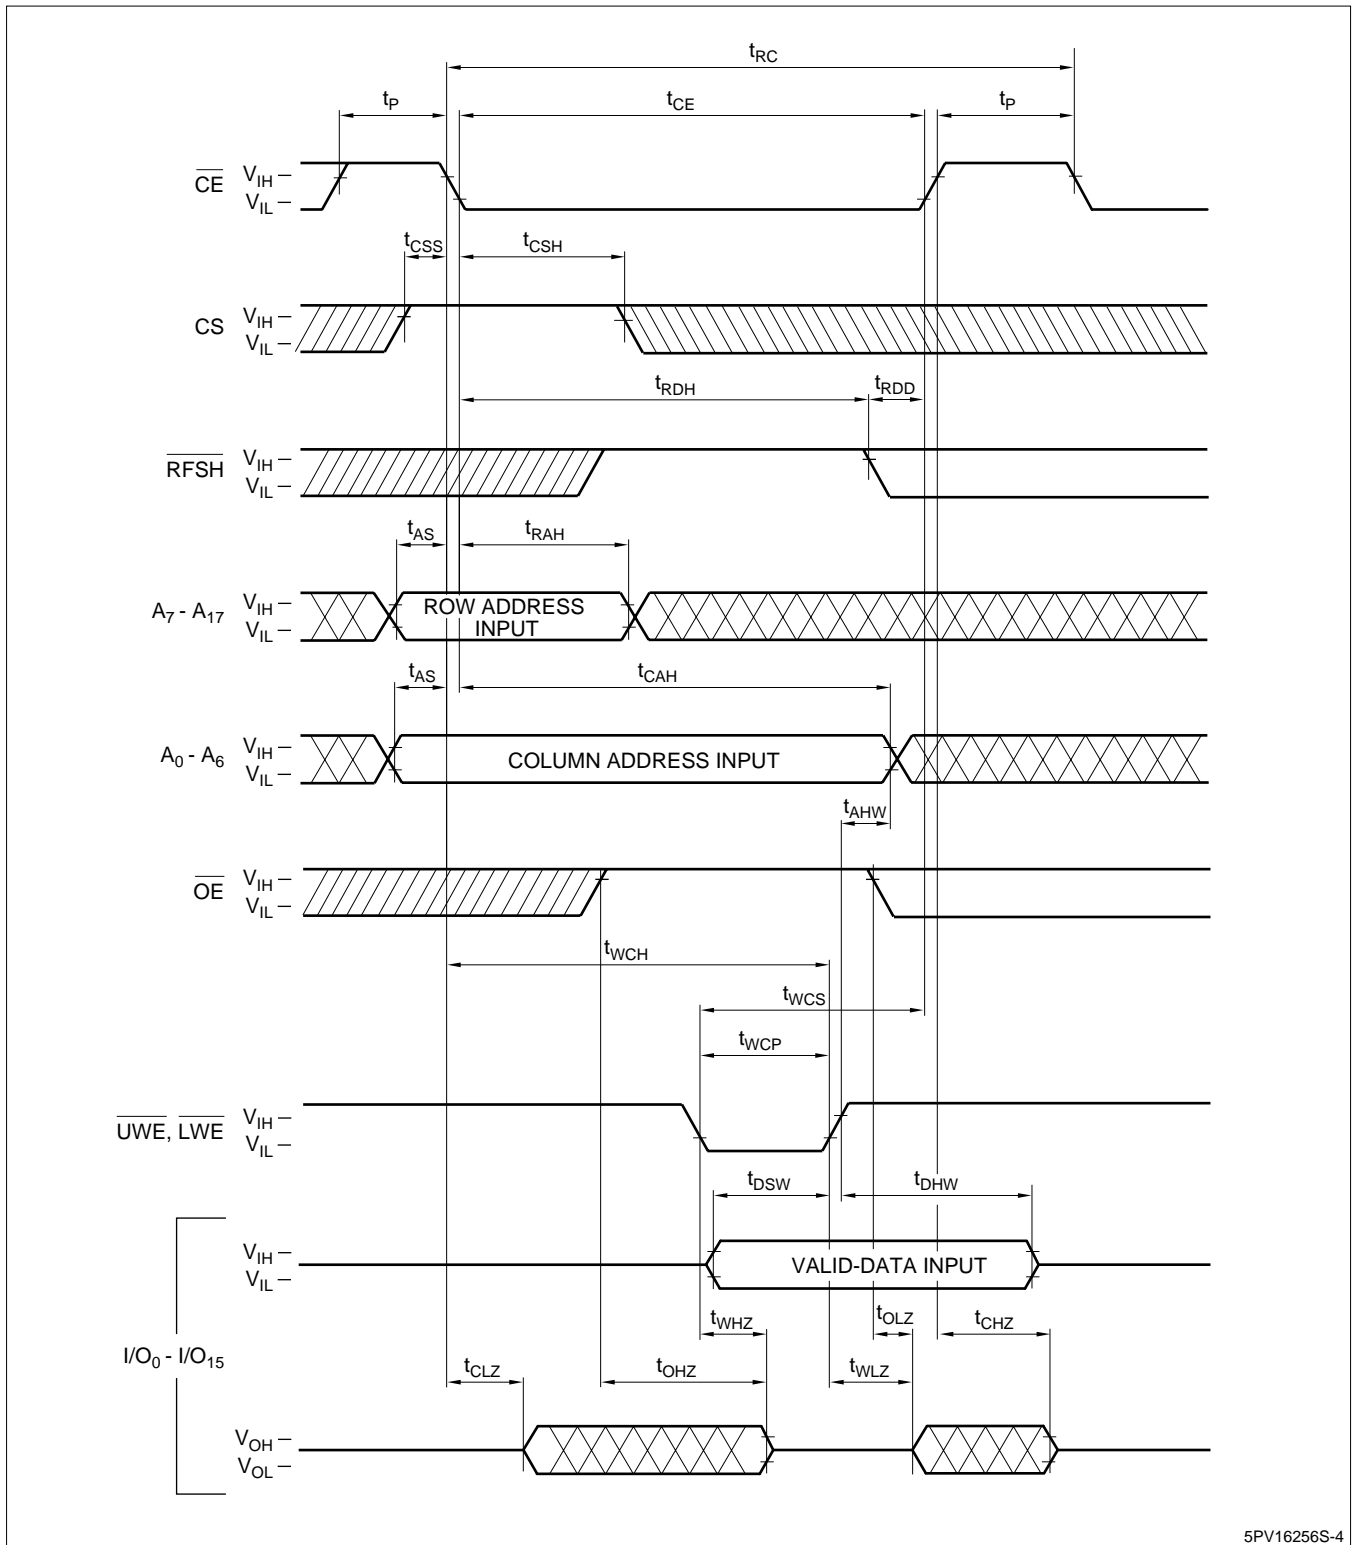 tRC
tP tCE tP
CE VIH
VIL
tCSS tCSH
CS VIH
VIL
tRDH tRDD
RFSH VIH
VIL
tAS tRAH
A7 - A17 VIH ROW ADDRESS
VIL INPUT
tAS tCAH
A0 - A6 VIH COLUMN ADDRESS INPUT
VIL
tAHW
OE VIH
VIL
tWCH
tWCS
tWCP
UWE, LWE VIH
VIL
tDSW tDHW
VIH VALID-DATA INPUT
VIL
tWHZ tOLZ tCHZ
I/O0 - I/O15
tCLZ tOHZ tWLZ
VOH
VOL
5PV16256S-4